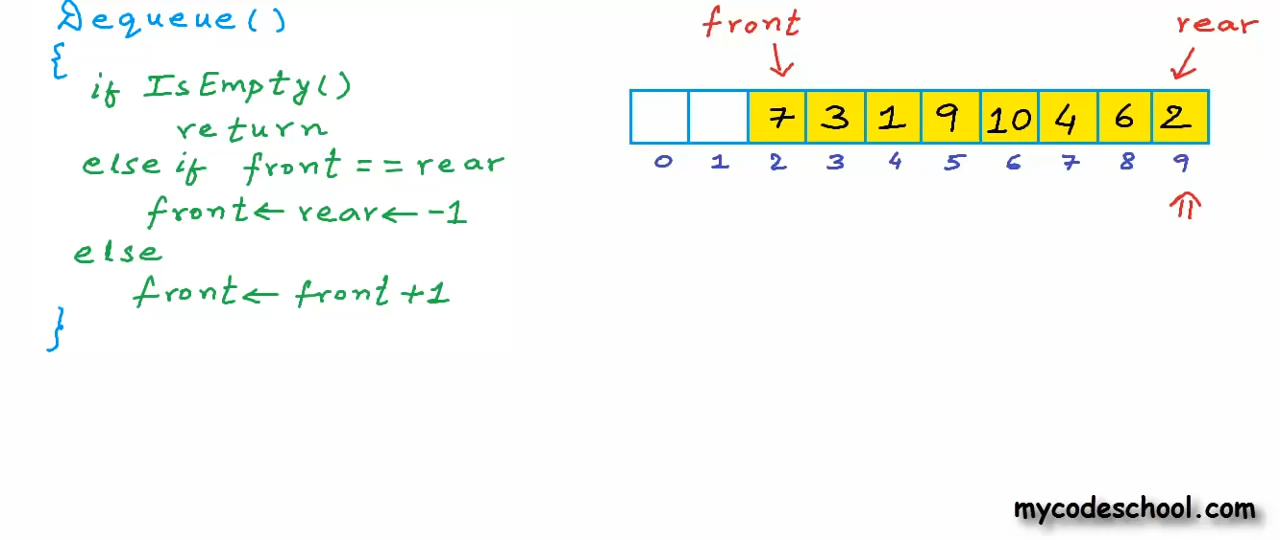 Dequeue()
{
if IsEmpty()
return
else if front == rear
front ← rear ← -1
else
front ← front +1
}
front rear
7 3 1 9 10 4 6 2
0 1 2 3 4 5 6 7 8 9
mycodeschool.com